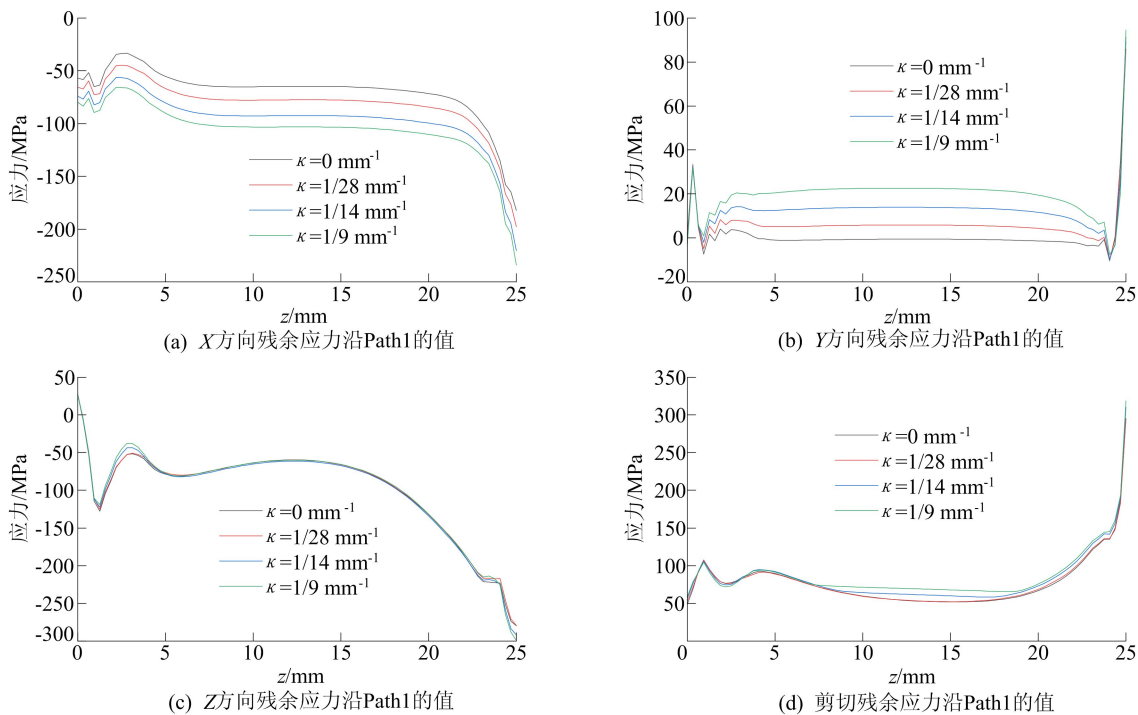 0
-50
-100
-150
-200
-250
应力/MPa
κ=0 mm⁻¹
κ=1/28 mm⁻¹
κ=1/14 mm⁻¹
κ=1/9 mm⁻¹
0 5 10 15 20 25
z/mm
(a) X方向残余应力沿Path1的值
100
80
60
40
20
0
-20
应力/MPa
κ=0 mm⁻¹
κ=1/28 mm⁻¹
κ=1/14 mm⁻¹
κ=1/9 mm⁻¹
0 5 10 15 20 25
z/mm
(b) Y方向残余应力沿Path1的值
50
0
-50
-100
-150
-200
-250
-300
应力/MPa
κ=0 mm⁻¹
κ=1/28 mm⁻¹
κ=1/14 mm⁻¹
κ=1/9 mm⁻¹
0 5 10 15 20 25
z/mm
(c) Z方向残余应力沿Path1的值
350
300
250
200
150
100
50
应力/MPa
κ=0 mm⁻¹
κ=1/28 mm⁻¹
κ=1/14 mm⁻¹
κ=1/9 mm⁻¹
0 5 10 15 20 25
z/mm
(d) 剪切残余应力沿Path1的值